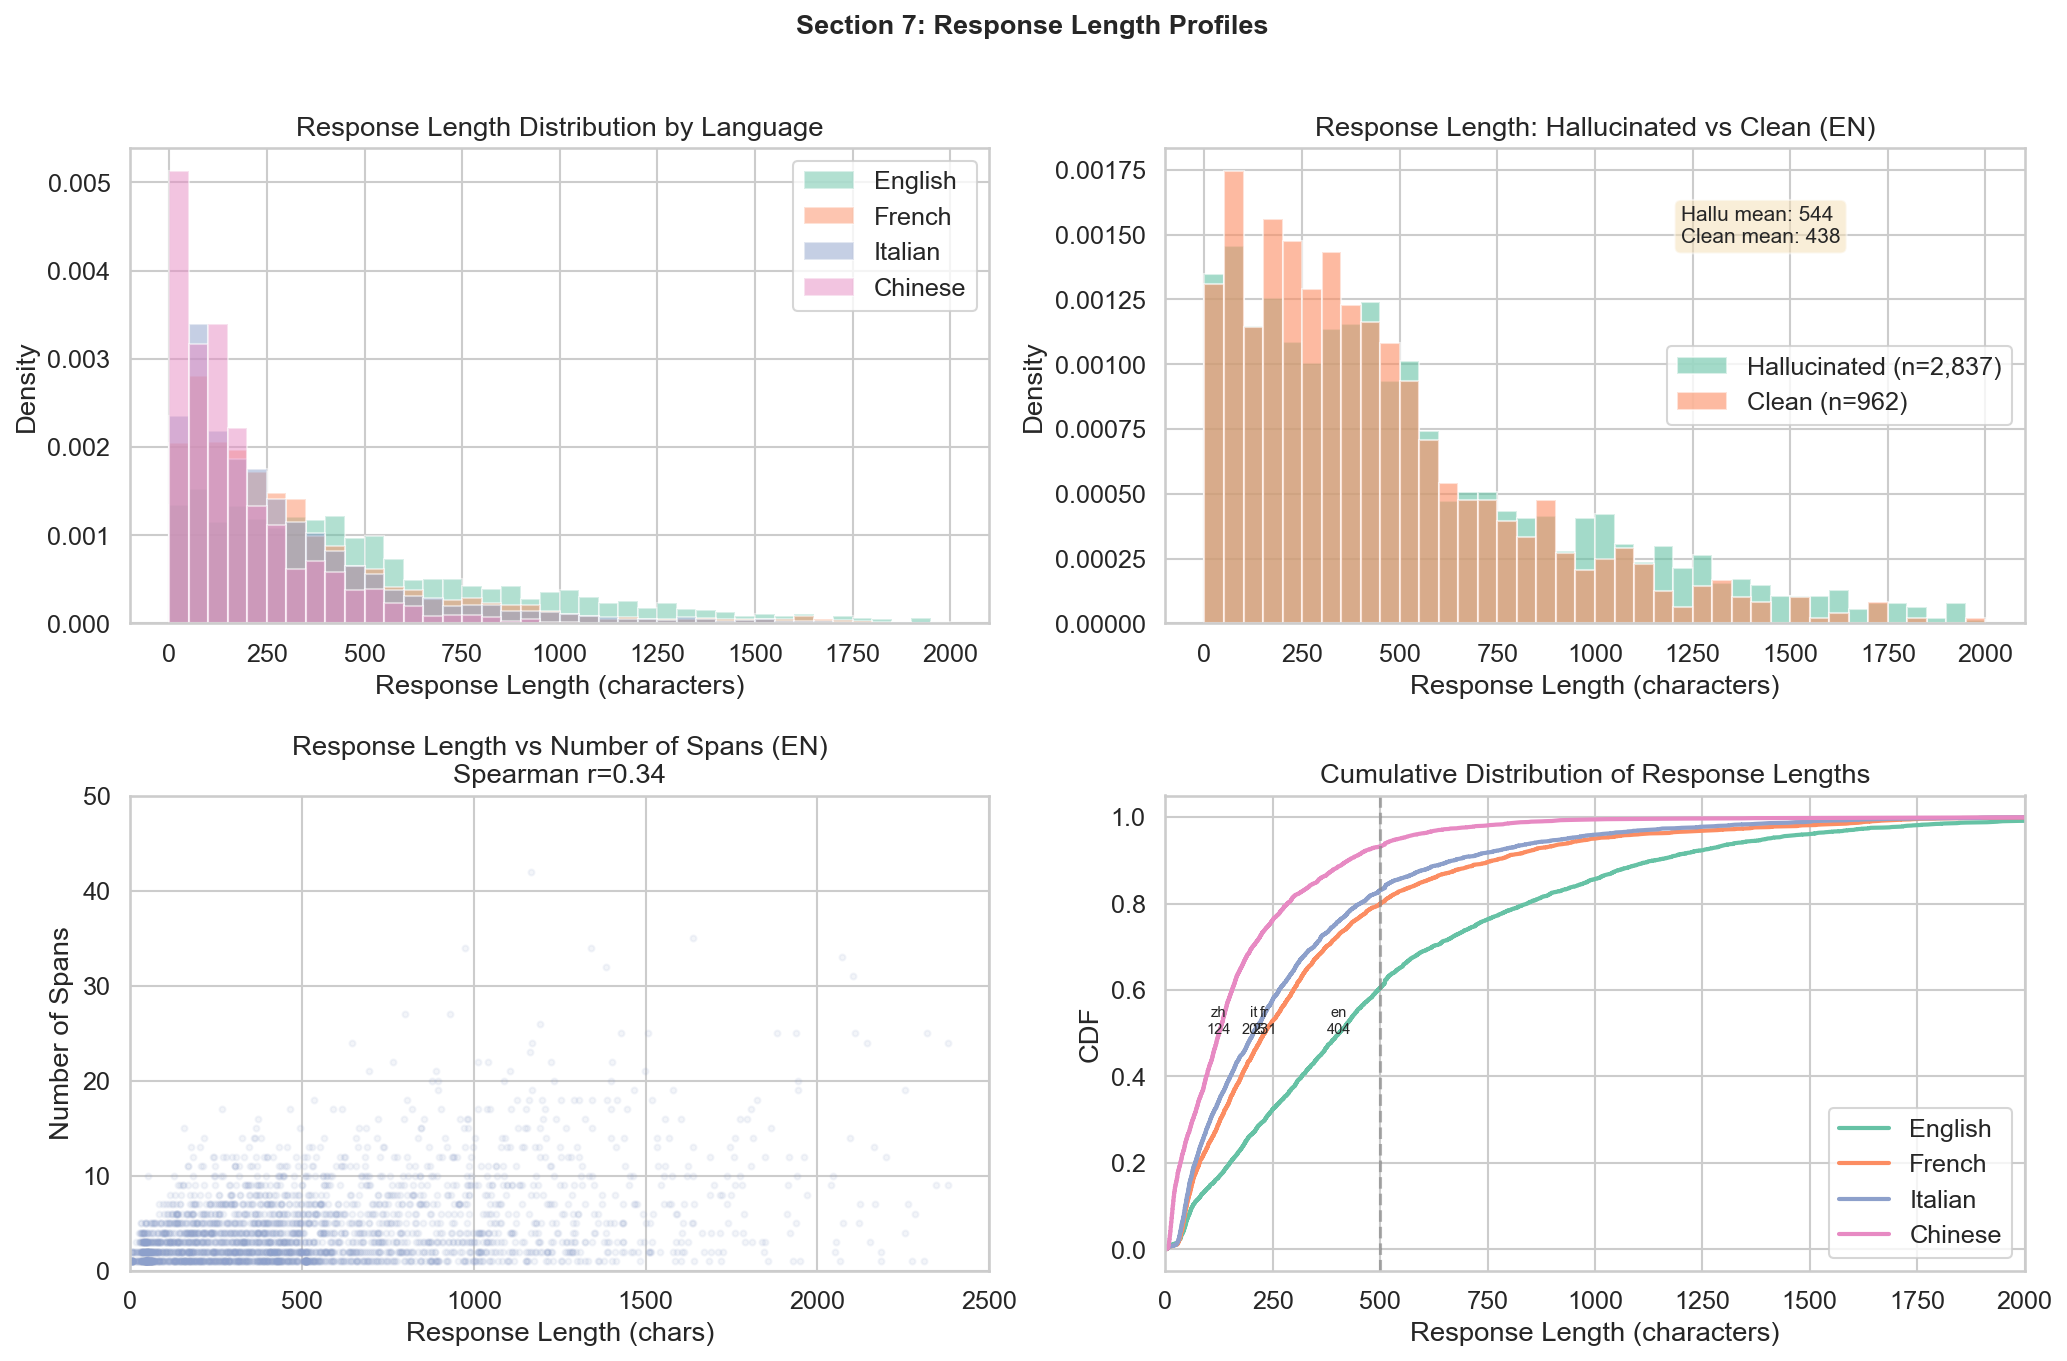 Section 7: Response Length Profiles
Response Length Distribution by Language
Density
0.005
0.004
0.003
0.002
0.001
0.000
English
French
Italian
Chinese
0 250 500 750 1000 1250 1500 1750 2000
Response Length (characters)
Response Length: Hallucinated vs Clean (EN)
Density
0.00175
0.00150
0.00125
0.00100
0.00075
0.00050
0.00025
0.00000
Hallu mean: 544
Clean mean: 438
Hallucinated (n=2,837)
Clean (n=962)
0 250 500 750 1000 1250 1500 1750 2000
Response Length (characters)
Response Length vs Number of Spans (EN)
Spearman r=0.34
Number of Spans
50
40
30
20
10
0
0 500 1000 1500 2000 2500
Response Length (chars)
Cumulative Distribution of Response Lengths
CDF
1.0
0.8
0.6
0.4
0.2
0.0
zh
124
it
fr
231
en
404
English
French
Italian
Chinese
0 250 500 750 1000 1250 1500 1750 2000
Response Length (characters)